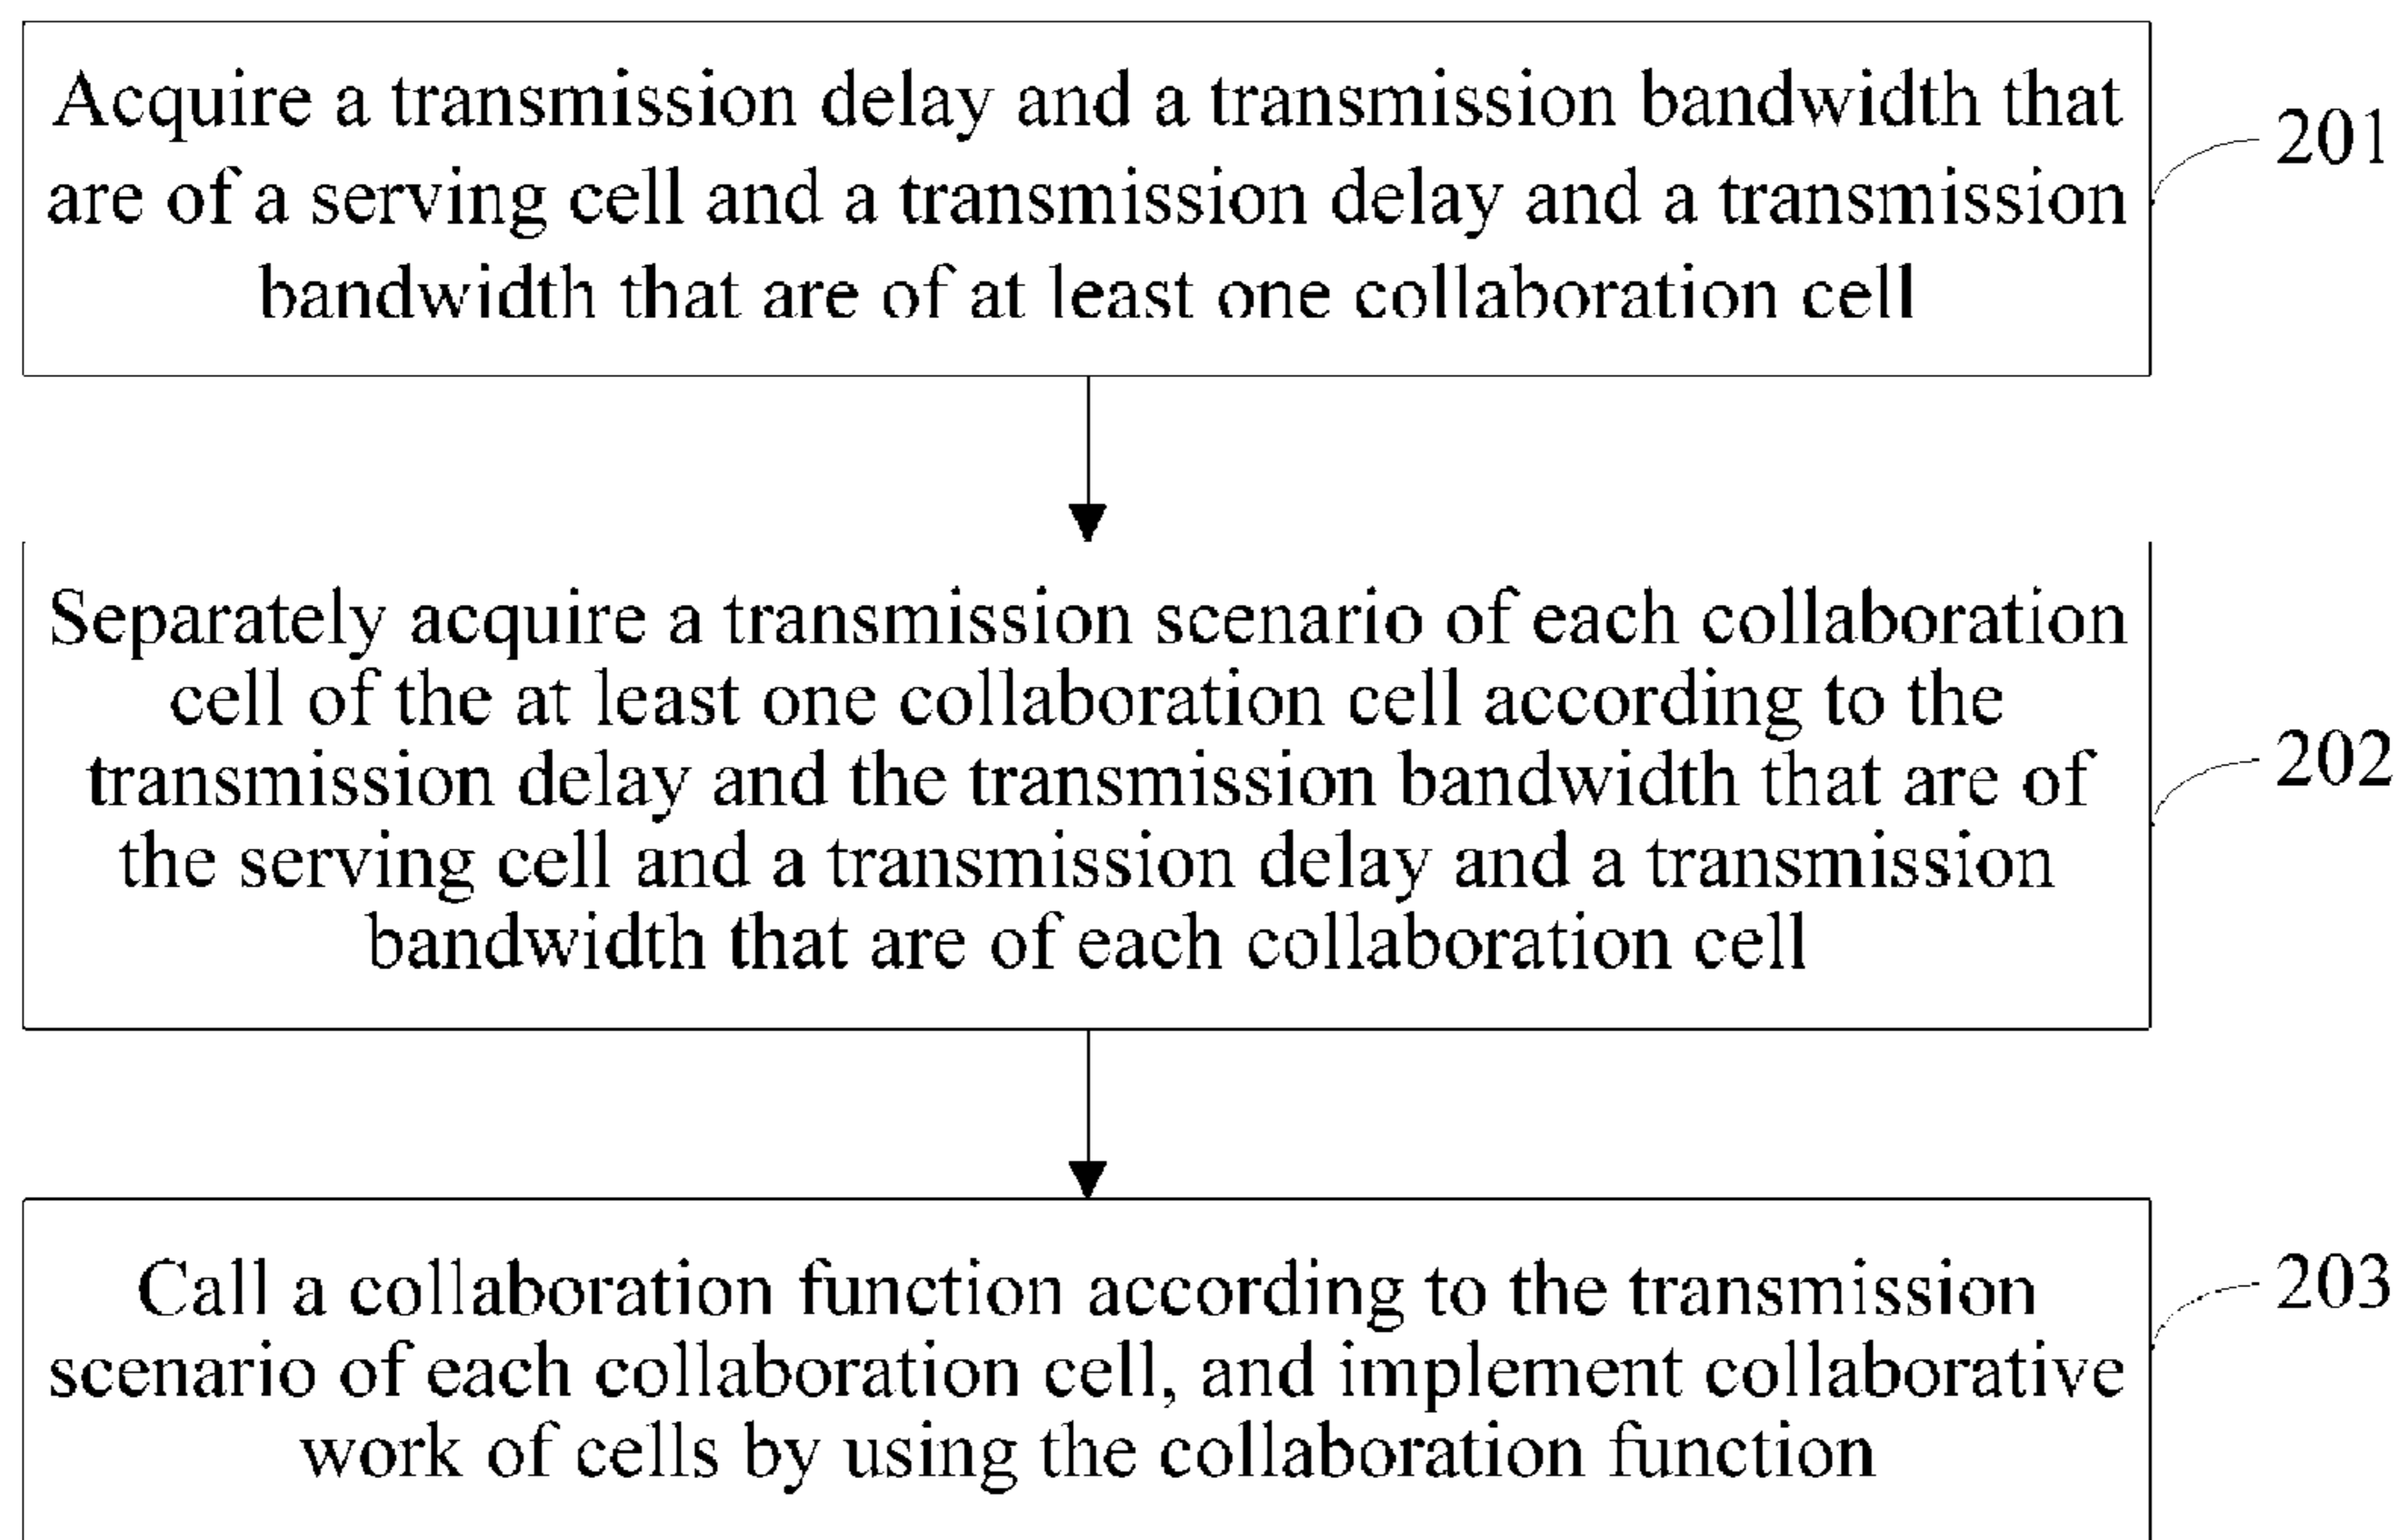 Acquire a transmission delay and a transmission bandwidth that
are of a serving cell and a transmission delay and a transmission
bandwidth that are of at least one collaboration cell
201
Separately acquire a transmission scenario of each collaboration
cell of the at least one collaboration cell according to the
transmission delay and the transmission bandwidth that are of
the serving cell and a transmission delay and a transmission
bandwidth that are of each collaboration cell
202
Call a collaboration function according to the transmission
scenario of each collaboration cell, and implement collaborative
work of cells by using the collaboration function
203